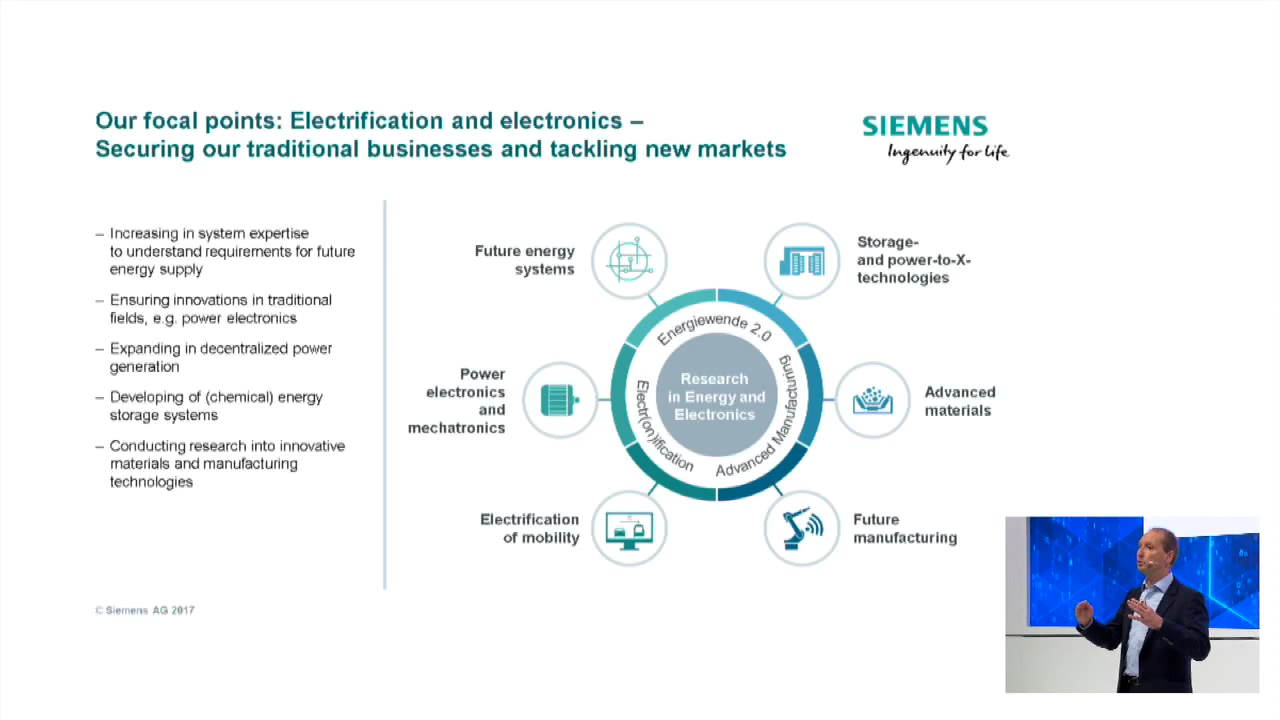 Our focal points: Electrification and electronics –
Securing our traditional businesses and tackling new markets
SIEMENS
Ingenuity for life
– Increasing in system expertise
to understand requirements for future
energy supply
– Ensuring innovations in traditional
fields, e.g. power electronics
– Expanding in decentralized power
generation
– Developing of (chemical) energy
storage systems
– Conducting research into innovative
materials and manufacturing
technologies
Future energy
systems
Storage-
and power-to-X-
technologies
Power
electronics
and
mechatronics
Energiewende 2.0
Electr(on)ification
Advanced Manufacturing
Research
in Energy and
Electronics
Advanced
materials
Electrification
of mobility
Future
manufacturing
© Siemens AG 2017